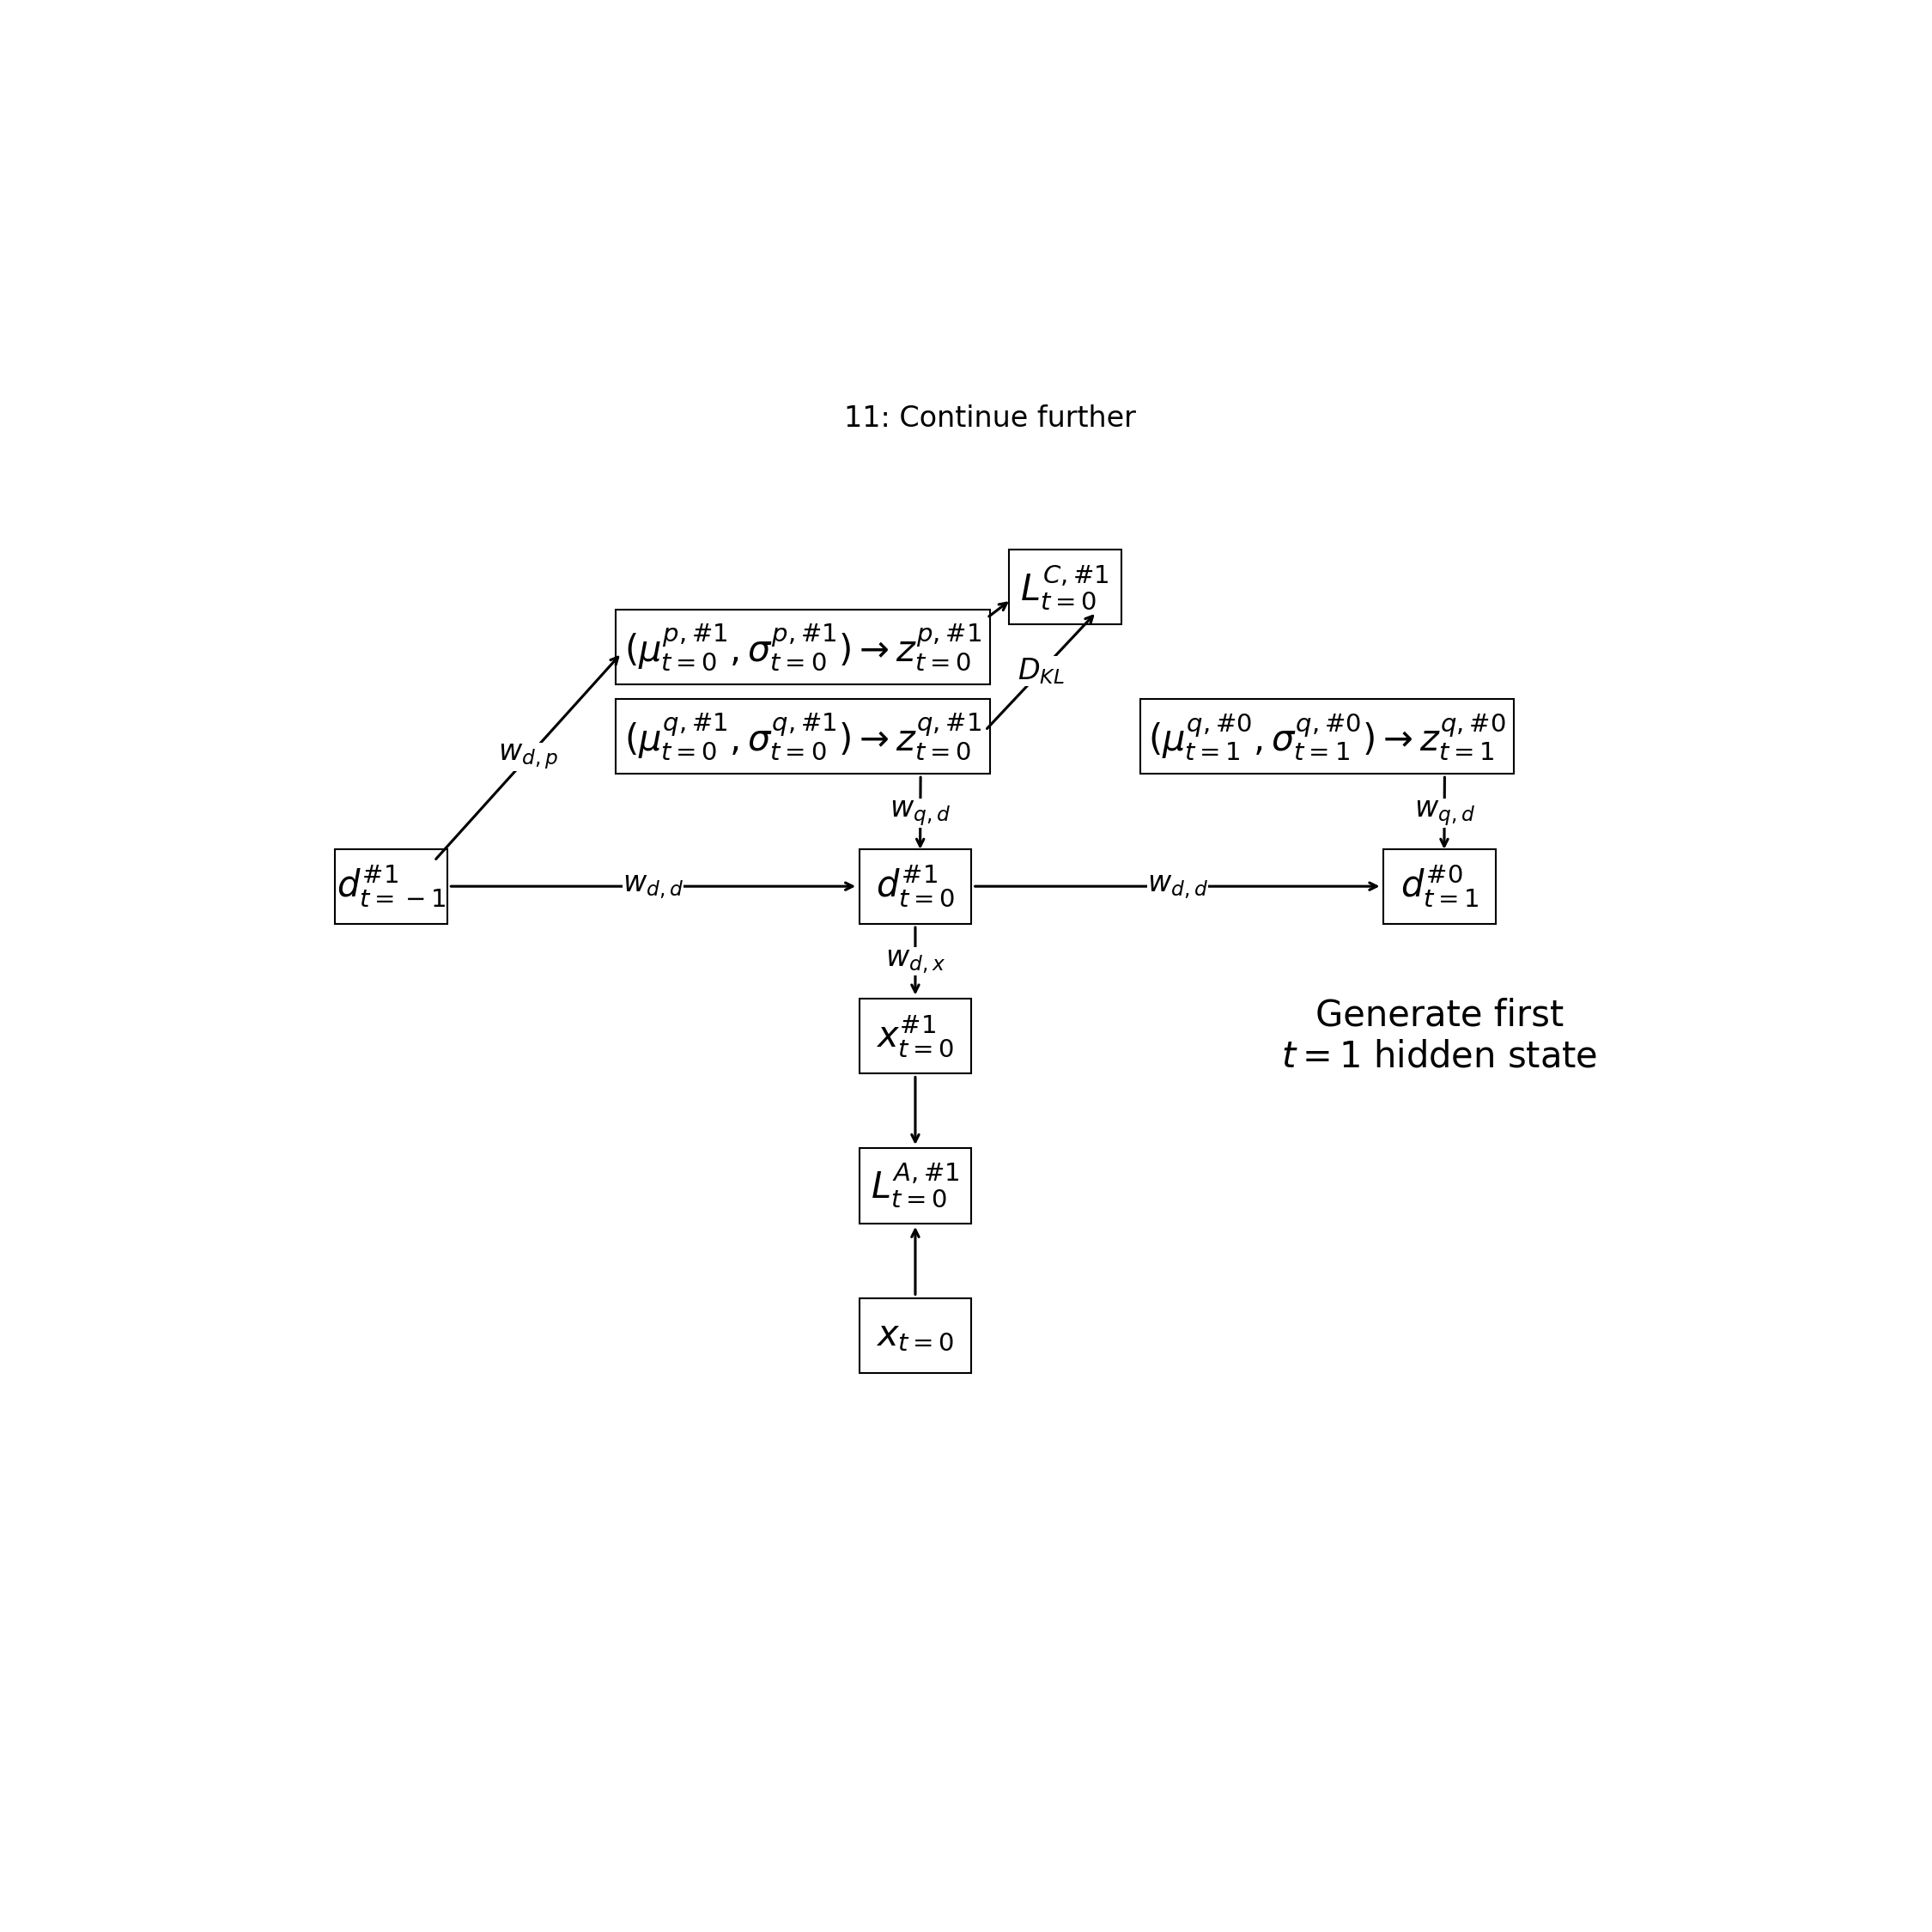 11: Continue further
$L_{t=0}^{C,\#1}$
$(\mu_{t=0}^{p,\#1}, \sigma_{t=0}^{p,\#1}) \rightarrow z_{t=0}^{p,\#1}$
$D_{KL}$
$(\mu_{t=0}^{q,\#1}, \sigma_{t=0}^{q,\#1}) \rightarrow z_{t=0}^{q,\#1}$
$(\mu_{t=1}^{q,\#0}, \sigma_{t=1}^{q,\#0}) \rightarrow z_{t=1}^{q,\#0}$
$w_{d,p}$
$w_{q,d}$
$w_{q,d}$
$d_{t=-1}^{\#1}$
$w_{d,d}$
$d_{t=0}^{\#1}$
$w_{d,d}$
$d_{t=1}^{\#0}$
$w_{d,x}$
$x_{t=0}^{\#1}$
Generate first
$t=1$ hidden state
$L_{t=0}^{A,\#1}$
$x_{t=0}$